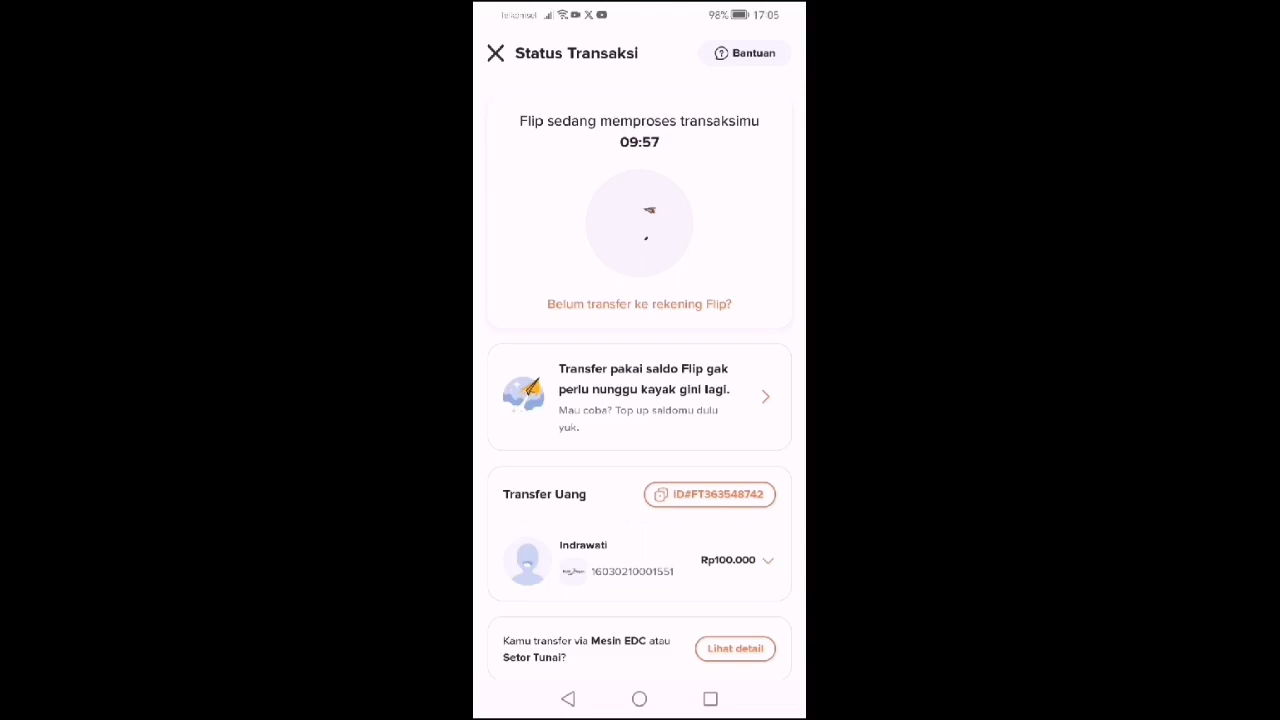 Telkomsel 98% 17:05
Status Transaksi
Bantuan
Flip sedang memproses transaksimu
09:57
Belum transfer ke rekening Flip?
Transfer pakai saldo Flip gak
perlu nunggu kayak gini lagi.
Mau coba? Top up saldomu dulu
yuk.
Transfer Uang
ID#FT363548742
Indrawati
16030210001551
Rp100.000
Kamu transfer via Mesin EDC atau
Setor Tunai?
Lihat detail